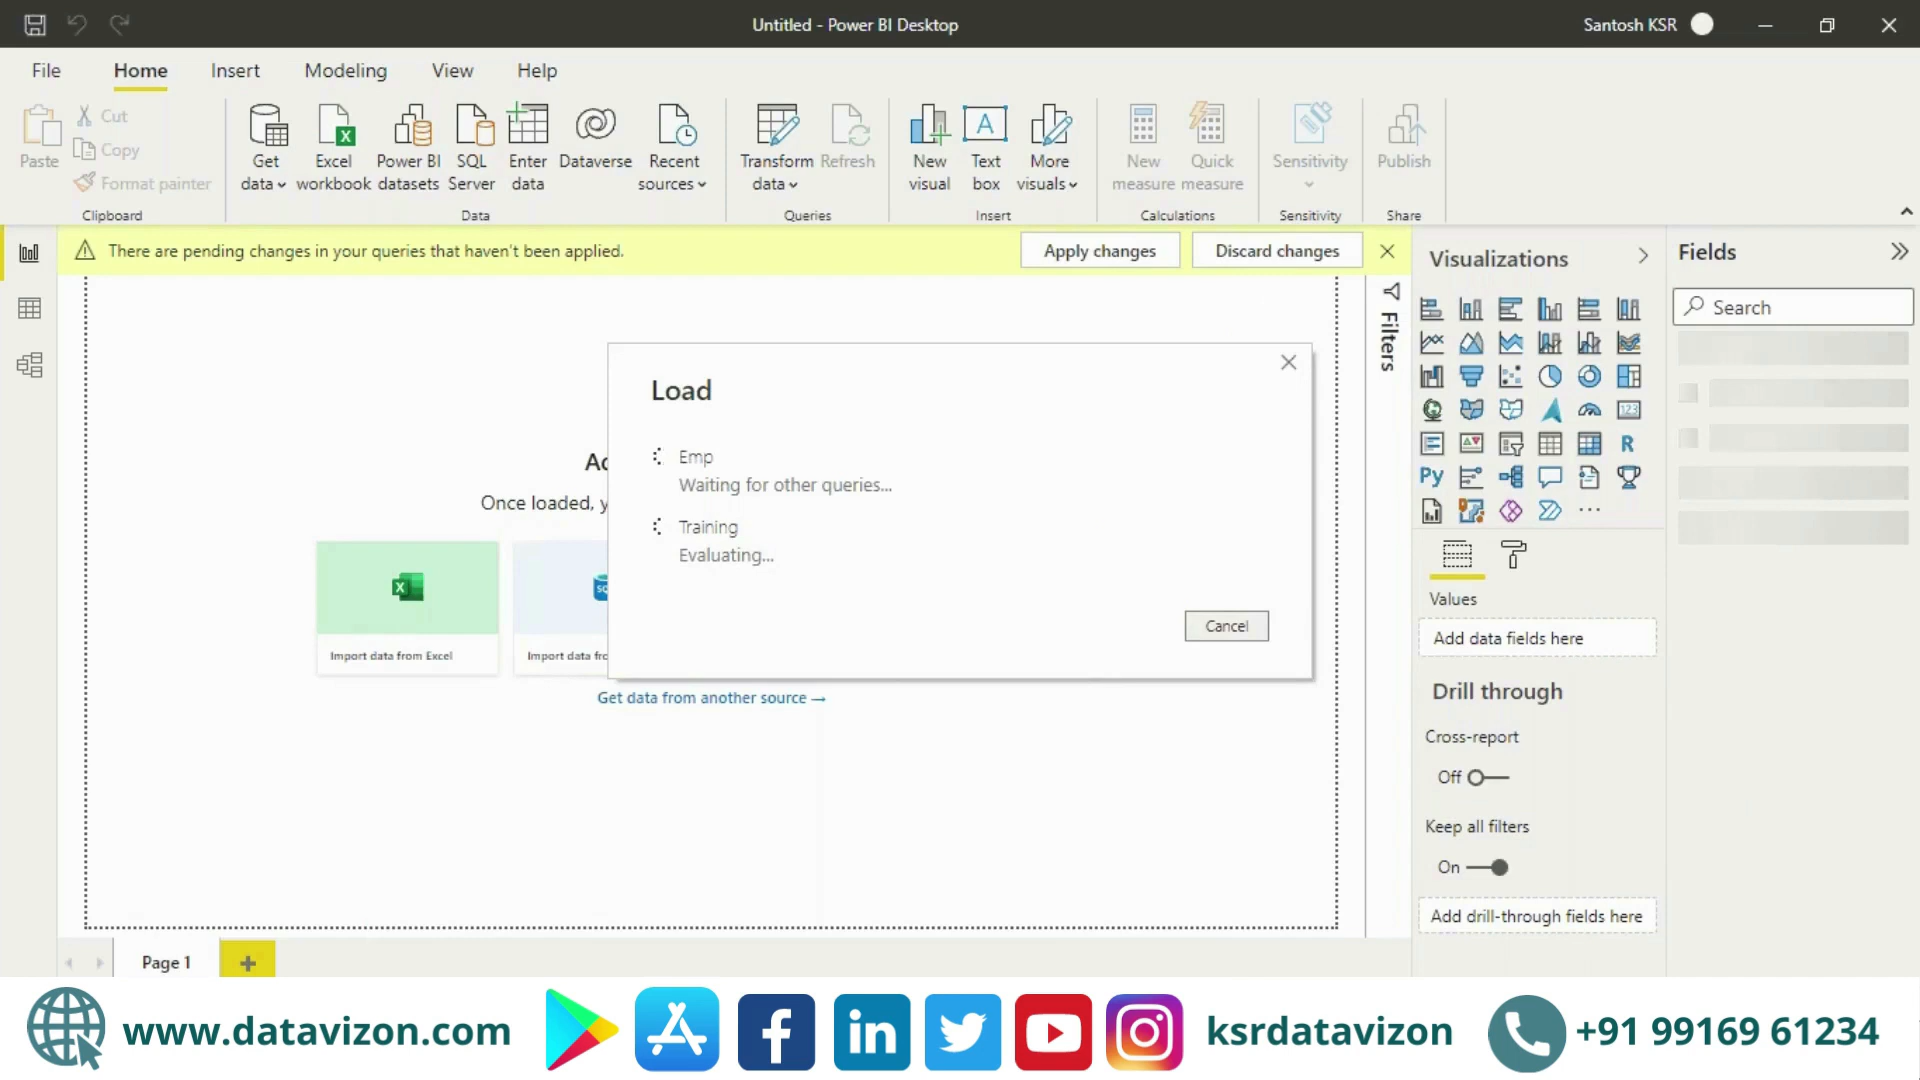 Untitled - Power BI Desktop
Santosh KSR
File Home Insert Modeling View Help
Paste
Cut
Copy
Format painter
Clipboard
Get data
Excel workbook
Power BI datasets
SQL Server
Enter data
Dataverse
Recent sources
Data
Transform data
Refresh
Queries
New visual
Text box
More visuals
Insert
New measure
Quick measure
Calculations
Sensitivity
Sensitivity
Publish
Share
There are pending changes in your queries that haven't been applied.
Apply changes
Discard changes
Filters
Visualizations
Fields
Search
Load
Emp
Waiting for other queries...
Training
Evaluating...
Cancel
Ad
Once loaded, y
Import data from Excel
Import data fro
Get data from another source →
R
Py
123
Values
Add data fields here
Drill through
Cross-report
Off
Keep all filters
On
Add drill-through fields here
Page 1
www.datavizon.com
ksrdatavizon
+91 99169 61234